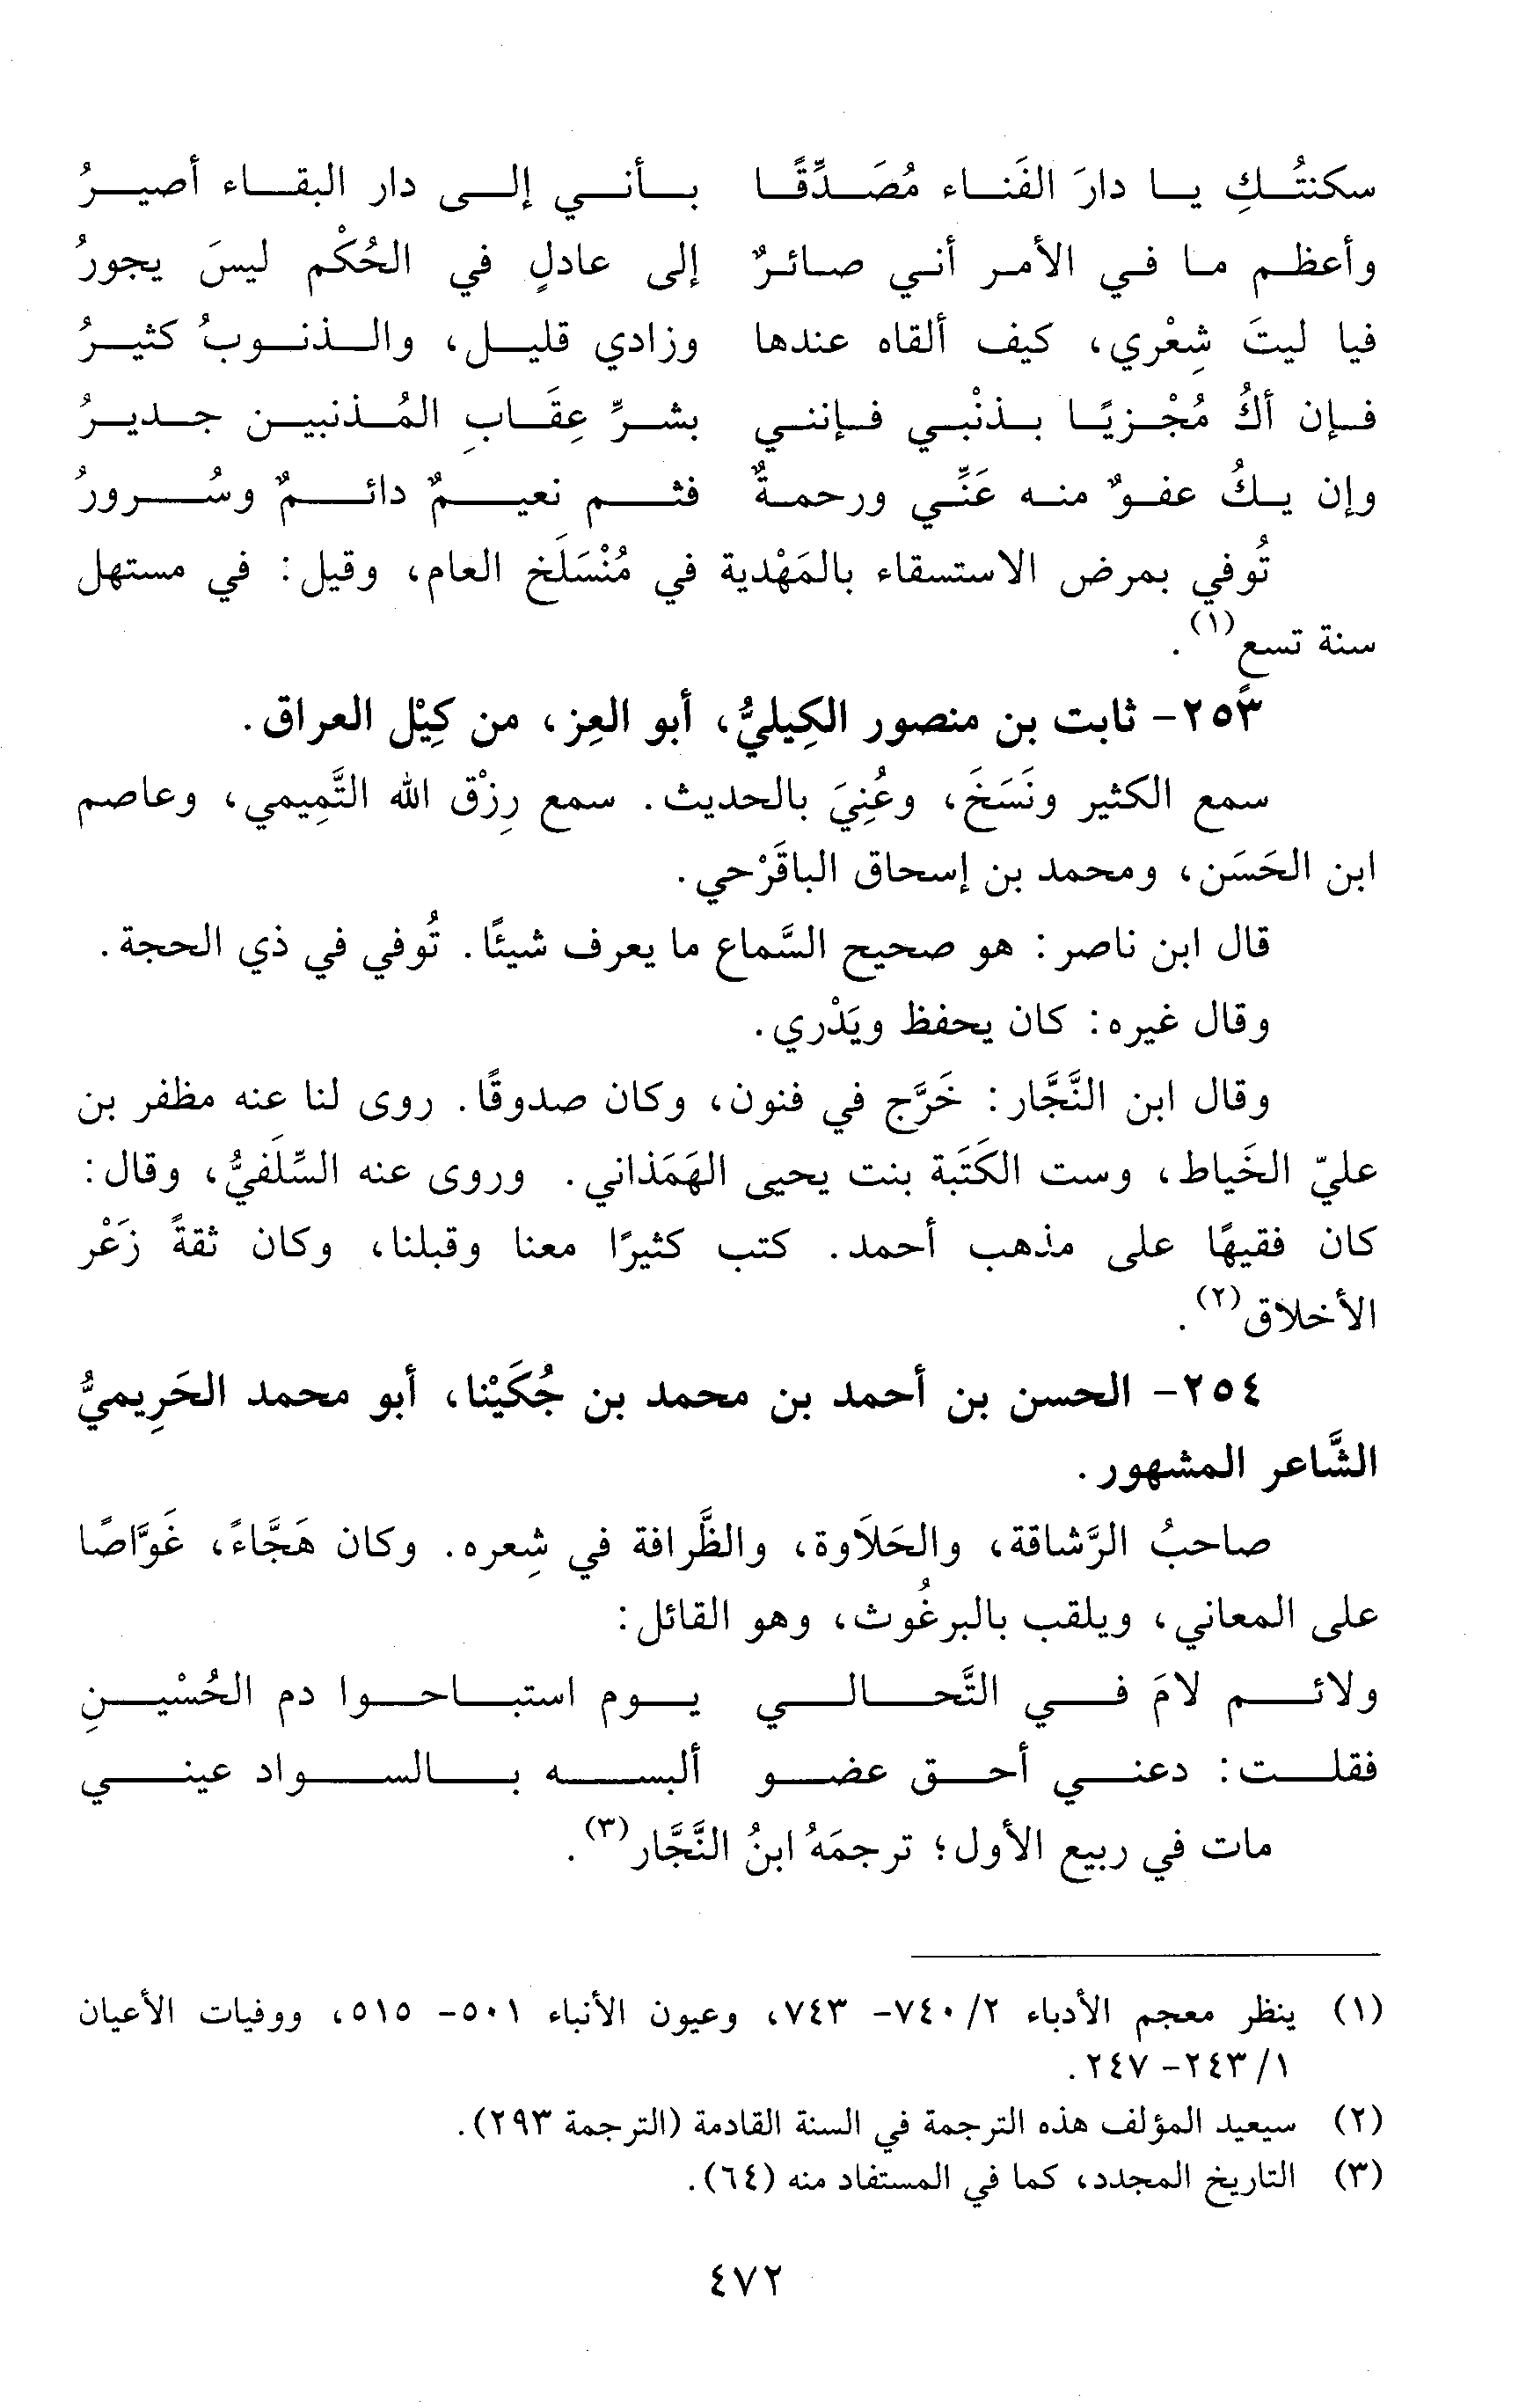 سكنتُكِ يا دارَ الفَناء مُصَدِّقًا بأني إلى دار البقاء أصيرُ
وأعظم ما في الأمر أني صائرٌ إلى عادلٍ في الحُكْم ليسَ يجورُ
فيا ليتَ شِعْري، كيف ألقاه عندها وزادي قليل، والذنوبُ كثيرُ
فإن أكُ مُجْزيًا بذنْبي فإنني بشرِّ عِقَابِ المُذنبين جديرُ
وإن يكُ عفوٌ منه عَنِّي ورحمةٌ فثم نعيمٌ دائمٌ وسُرورُ
تُوفي بمرض الاستسقاء بالمَهْدية في مُنْسَلَخ العام، وقيل: في مستهل
سنة تسع(١).
٢٥٣- ثابت بن منصور الكِيليُّ، أبو العِز، من كِيْل العراق.
سمع الكثير ونَسَخَ، وعُنِيَ بالحديث. سمع رِزْق الله التَّمِيمي، وعاصم
ابن الحَسَن، ومحمد بن إسحاق الباقَرْحي.
قال ابن ناصر: هو صحيح السَّماع ما يعرف شيئًا. تُوفي في ذي الحجة.
وقال غيره: كان يحفظ ويَدْري.
وقال ابن النَّجَّار: خَرَّج في فنون، وكان صدوقًا. روى لنا عنه مظفر بن
عليّ الخَياط، وست الكَتَبة بنت يحيى الهَمَذاني. وروى عنه السِّلَفيُّ، وقال:
كان فقيهًا على مذهب أحمد. كتب كثيرًا معنا وقبلنا، وكان ثقةً زَعْر
الأخلاق(٢).
٢٥٤- الحسن بن أحمد بن محمد بن جُكَيْنا، أبو محمد الحَرِيميُّ
الشَّاعر المشهور.
صاحبُ الرَّشاقة، والحَلاَوة، والظَّرافة في شِعره. وكان هَجَّاءً، غَوَّاصًا
على المعاني، ويلقب بالبرغُوث، وهو القائل:
ولائم لامَ في التَّحالي يوم استباحوا دم الحُسْينِ
فقلت: دعني أحق عضو ألبسه بالسواد عيني
مات في ربيع الأول؛ ترجمَهُ ابنُ النَّجَّار(٣).
(١) ينظر معجم الأدباء ٢/ ٧٤٠- ٧٤٣، وعيون الأنباء ٥٠١- ٥١٥، ووفيات الأعيان
١/ ٢٤٣- ٢٤٧.
(٢) سيعيد المؤلف هذه الترجمة في السنة القادمة (الترجمة ٢٩٣).
(٣) التاريخ المجدد، كما في المستفاد منه (٦٤).
٤٧٢